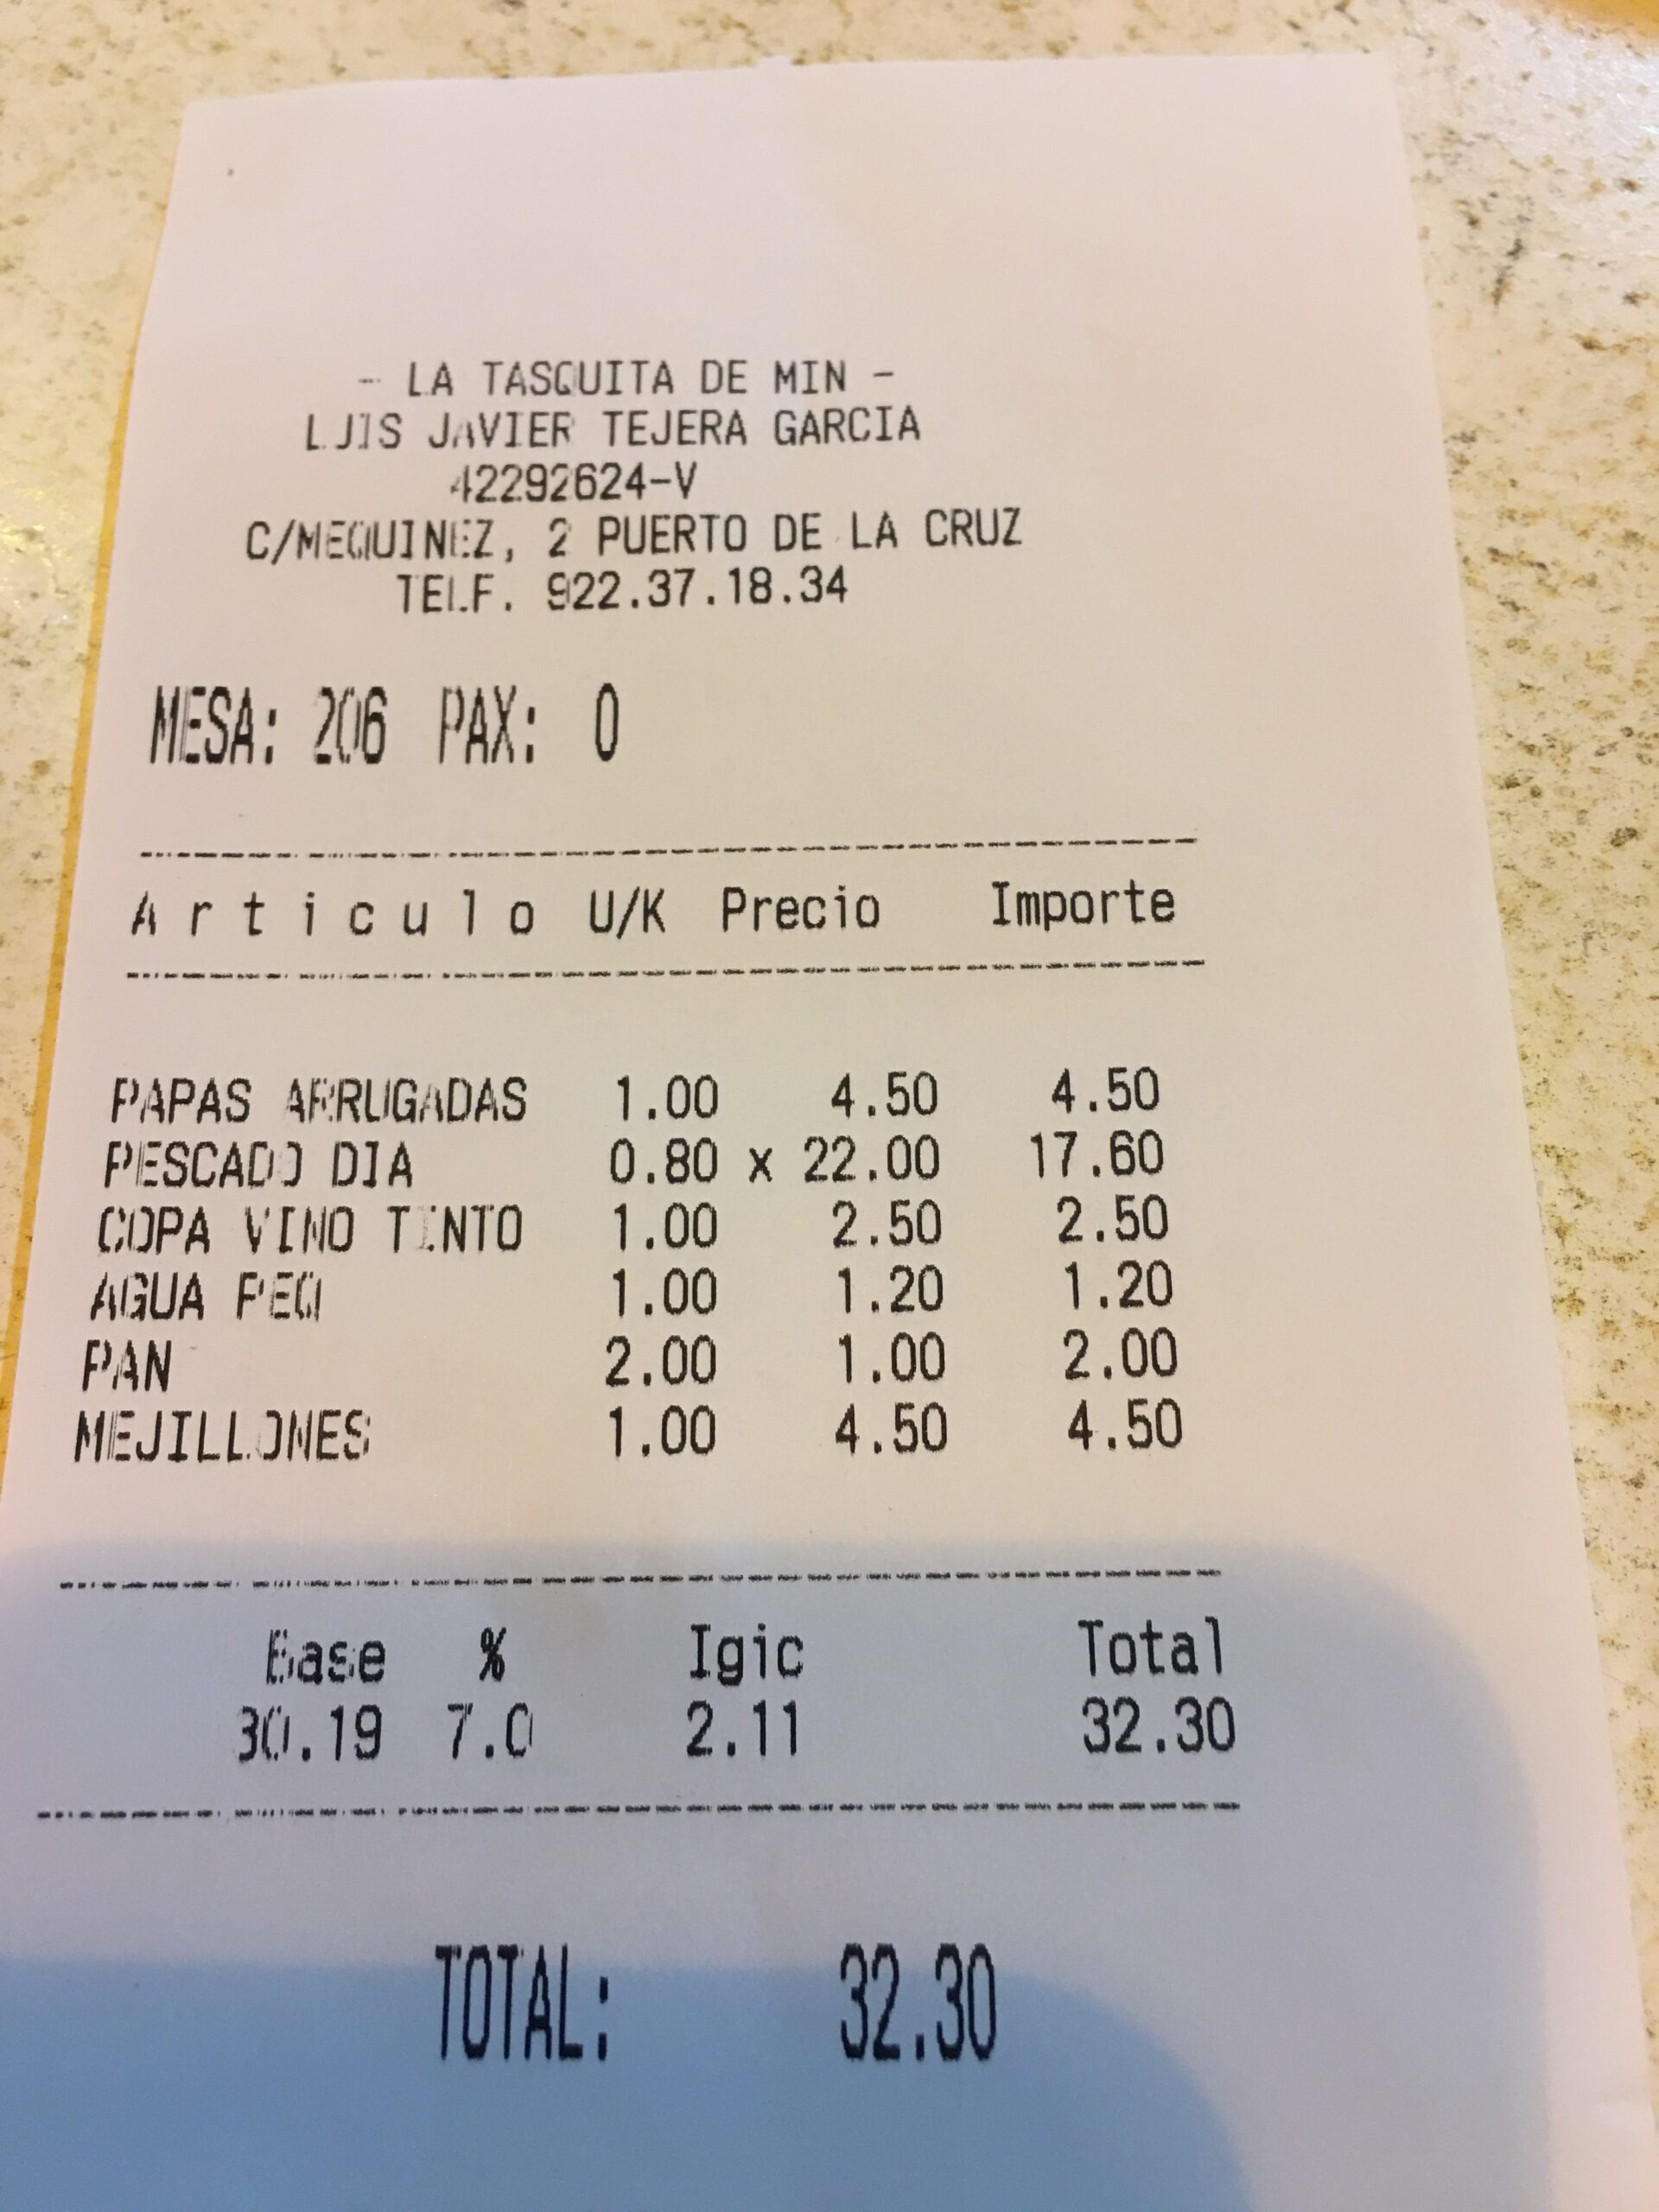 - LA TASQUITA DE MIN -
LUIS JAVIER TEJERA GARCIA
42292624-V
C/MEQUINEZ, 2 PUERTO DE LA CRUZ
TELF. 922.37.18.34
MESA: 206 PAX: 0
Articulo U/K Precio Importe
PAPAS ARRUGADAS 1.00 4.50 4.50
PESCADO DIA 0.80 x 22.00 17.60
COPA VINO TINTO 1.00 2.50 2.50
AGUA PEQ 1.00 1.20 1.20
PAN 2.00 1.00 2.00
MEJILLONES 1.00 4.50 4.50
Base % Igic Total
30.19 7.0 2.11 32.30
TOTAL: 32.30